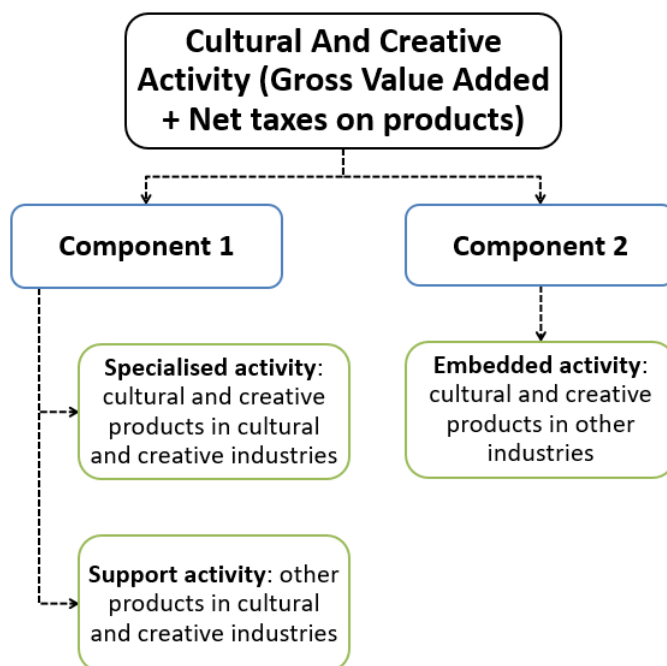 Cultural And Creative
Activity (Gross Value Added
+ Net taxes on products)
Component 1
Component 2
Specialised activity:
cultural and creative
products in cultural
and creative industries
Embedded activity:
cultural and creative
products in other
industries
Support activity: other
products in cultural
and creative industries